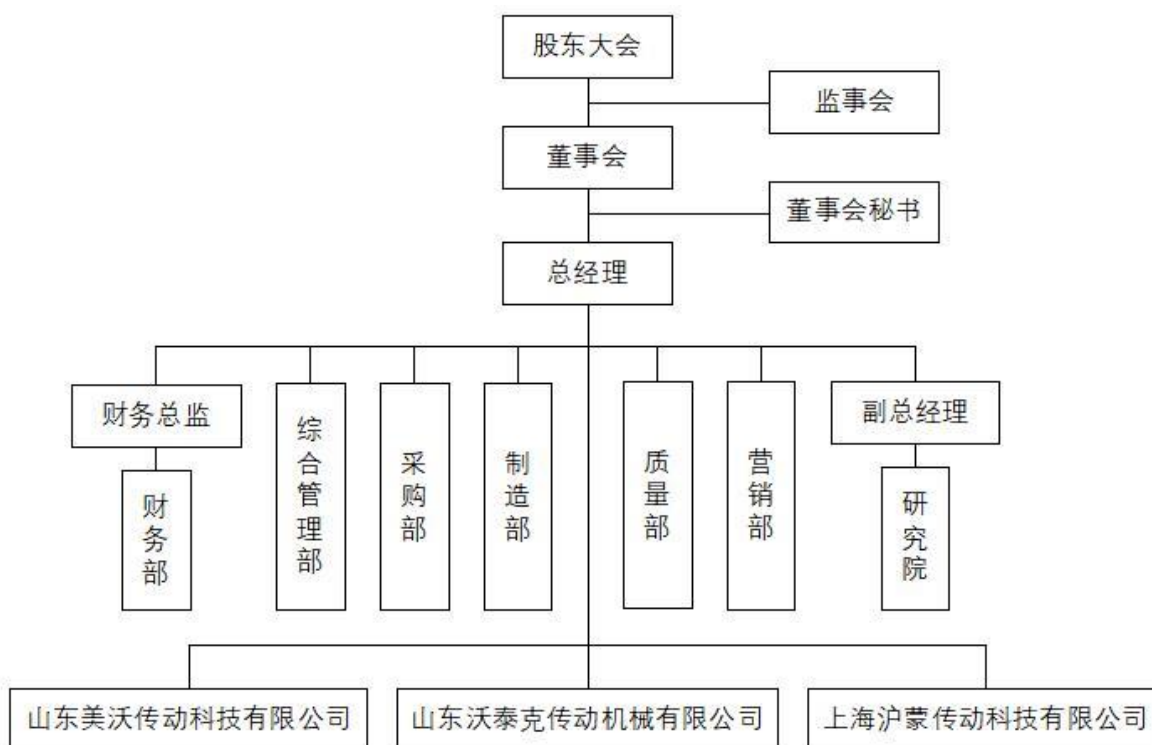 股东大会
监事会
董事会
董事会秘书
总经理
财务总监
综合管理部
采购部
制造部
质量部
营销部
副总经理
财务部
研究院
山东美沃传动科技有限公司
山东沃泰克传动机械有限公司
上海沪蒙传动科技有限公司